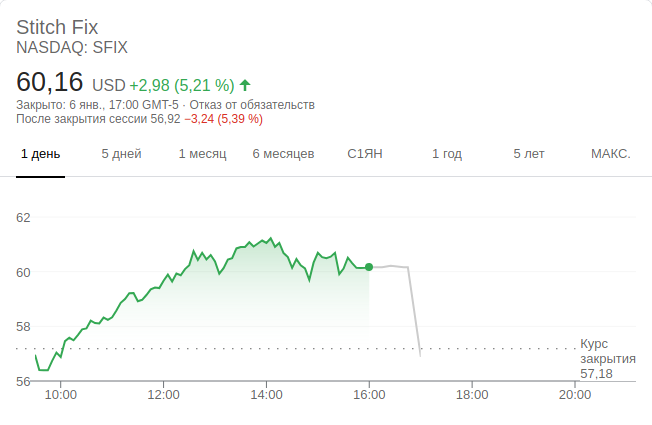 Stitch Fix
NASDAQ: SFIX
60,16 USD +2,98 (5,21 %)
Закрыто: 6 янв., 17:00 GMT-5 · Отказ от обязательств
После закрытия сессии 56,92 −3,24 (5,39 %)
1 день 5 дней 1 месяц 6 месяцев С1ЯН 1 год 5 лет МАКС.
62
60
58
Курс
закрытия
57,18
56
10:00 12:00 14:00 16:00 18:00 20:00